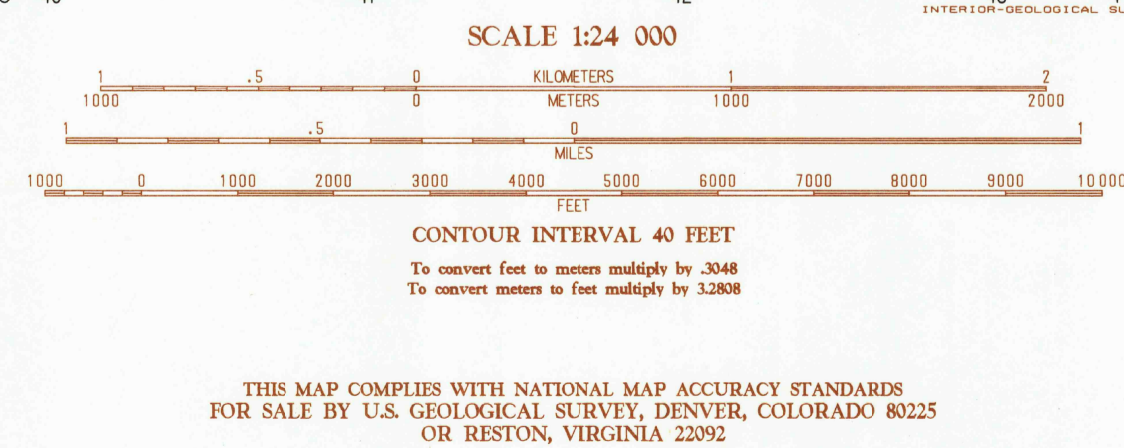 INTERIOR-GEOLOGICAL
SCALE 1:24 000
1 .5 0 KILOMETERS 1 2
1000 0 METERS 1000 2000
1 .5 0 1
MILES
1000 0 1000 2000 3000 4000 5000 6000 7000 8000 9000 10 000
FEET
CONTOUR INTERVAL 40 FEET
To convert feet to meters multiply by .3048
To convert meters to feet multiply by 3.2808
THIS MAP COMPLIES WITH NATIONAL MAP ACCURACY STANDARDS
FOR SALE BY U.S. GEOLOGICAL SURVEY, DENVER, COLORADO 80225
OR RESTON, VIRGINIA 22092